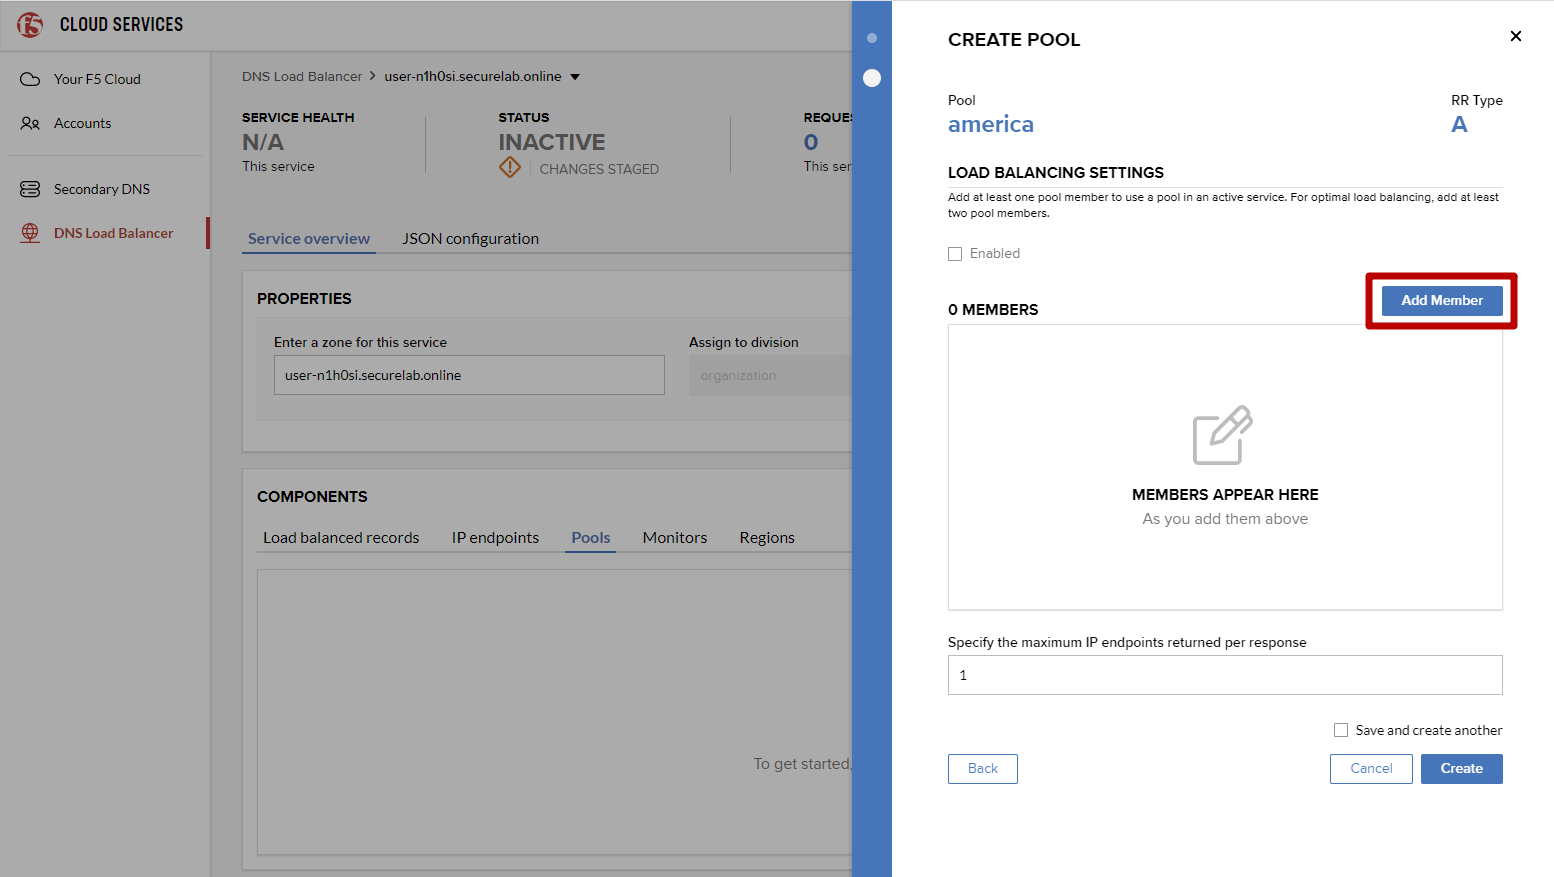 CLOUD SERVICES
Your F5 Cloud
Accounts
Secondary DNS
DNS Load Balancer
DNS Load Balancer > user-n1h0si.securelab.online
SERVICE HEALTH
N/A
This service
STATUS
INACTIVE
CHANGES STAGED
0
Service overview
JSON configuration
PROPERTIES
Enter a zone for this service
user-n1h0si.securelab.online
Assign to division
organization
COMPONENTS
Load balanced records
IP endpoints
Pools
Monitors
Regions
To get started,
CREATE POOL
Pool
america
RR Type
A
LOAD BALANCING SETTINGS
Add at least one pool member to use a pool in an active service. For optimal load balancing, add at least
two pool members.
Enabled
0 MEMBERS
Add Member
MEMBERS APPEAR HERE
As you add them above
Specify the maximum IP endpoints returned per response
1
Save and create another
Back
Cancel
Create